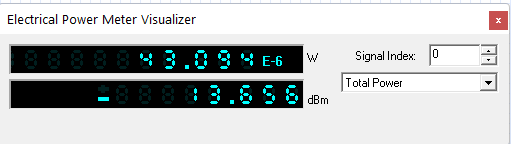 Electrical Power Meter Visualizer x
43.094 E-6 W
Signal Index: 0
Total Power
-13.656 dBm